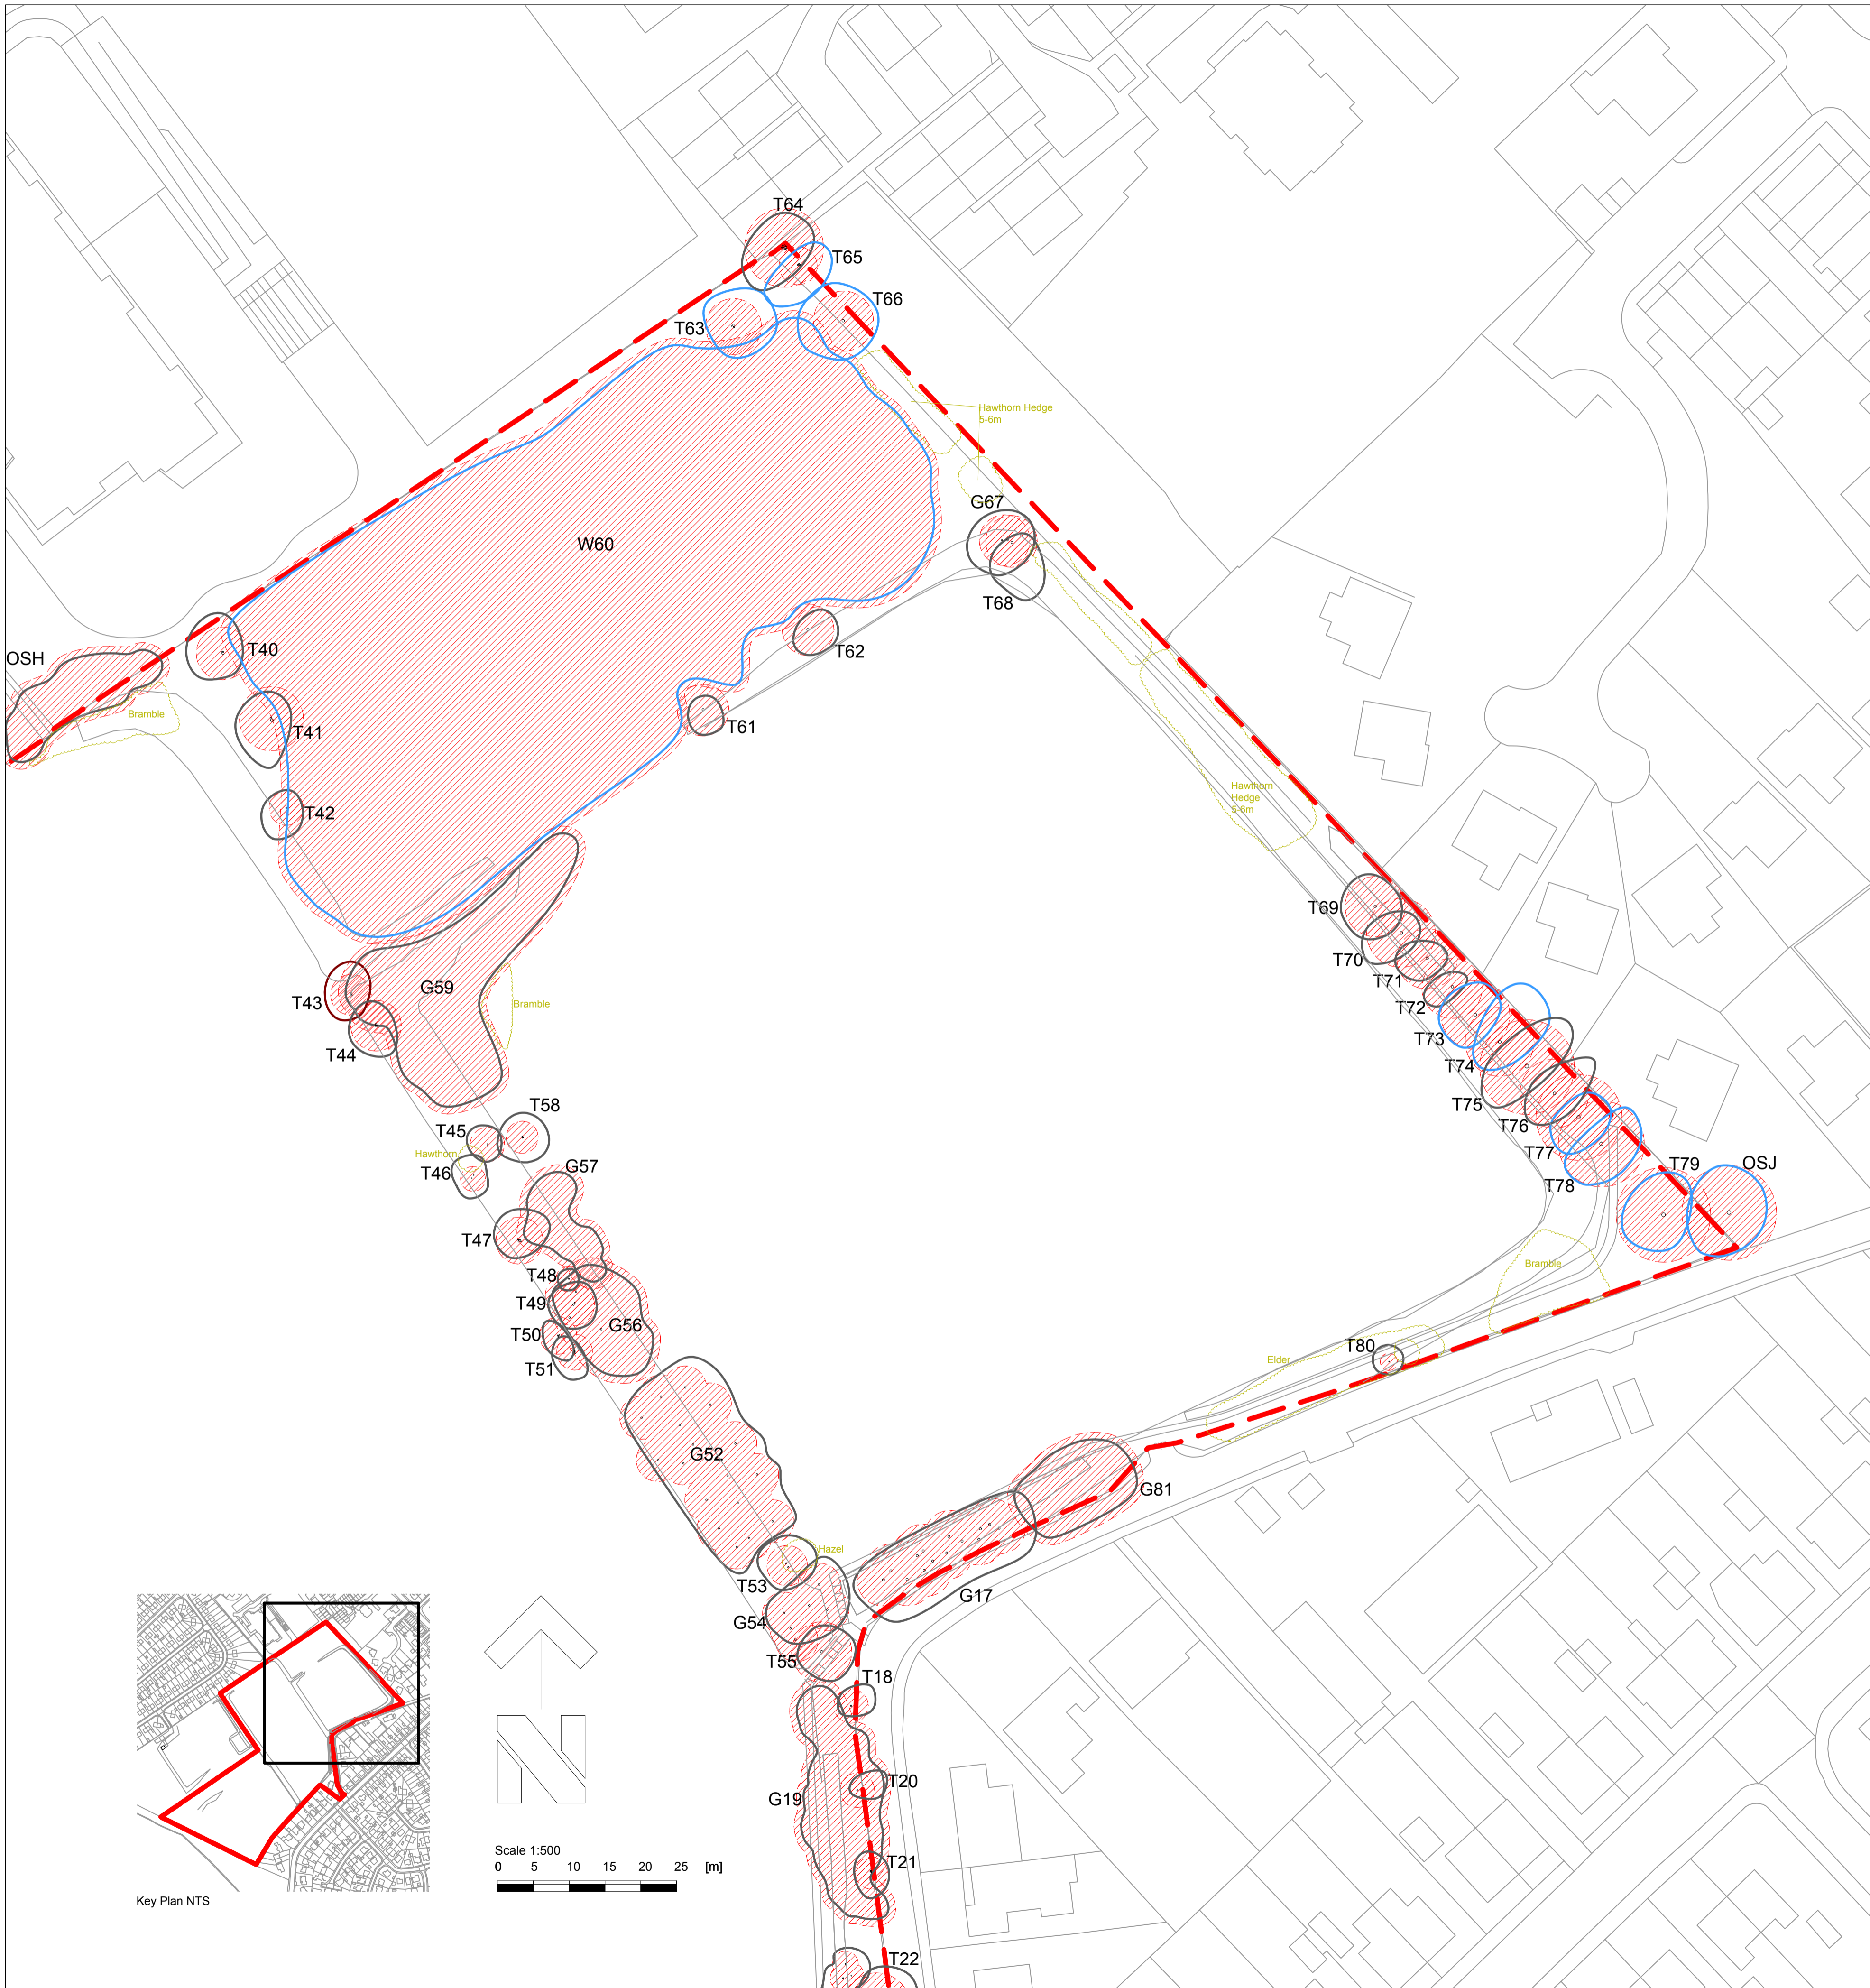 T64
T65
T66
T63
Hawthorn Hedge
5-6m
G67
W60
T68
T62
T40
OSH
Bramble
T41
T61
T42
Hawthorn
Hedge
5-6m
T69
T70
T71
T72
T73
T74
T75
T76
T77
T78
T79
OSJ
G59
T43
Bramble
T44
T58
T45
Hawthorn
T46
G57
T47
T48
T49
G56
T50
T51
Bramble
T80
Elder
G52
G81
Hazel
T53
G17
G54
T55
T18
T20
G19
T21
T22
Scale 1:500
0 5 10 15 20 25 [m]
Key Plan NTS